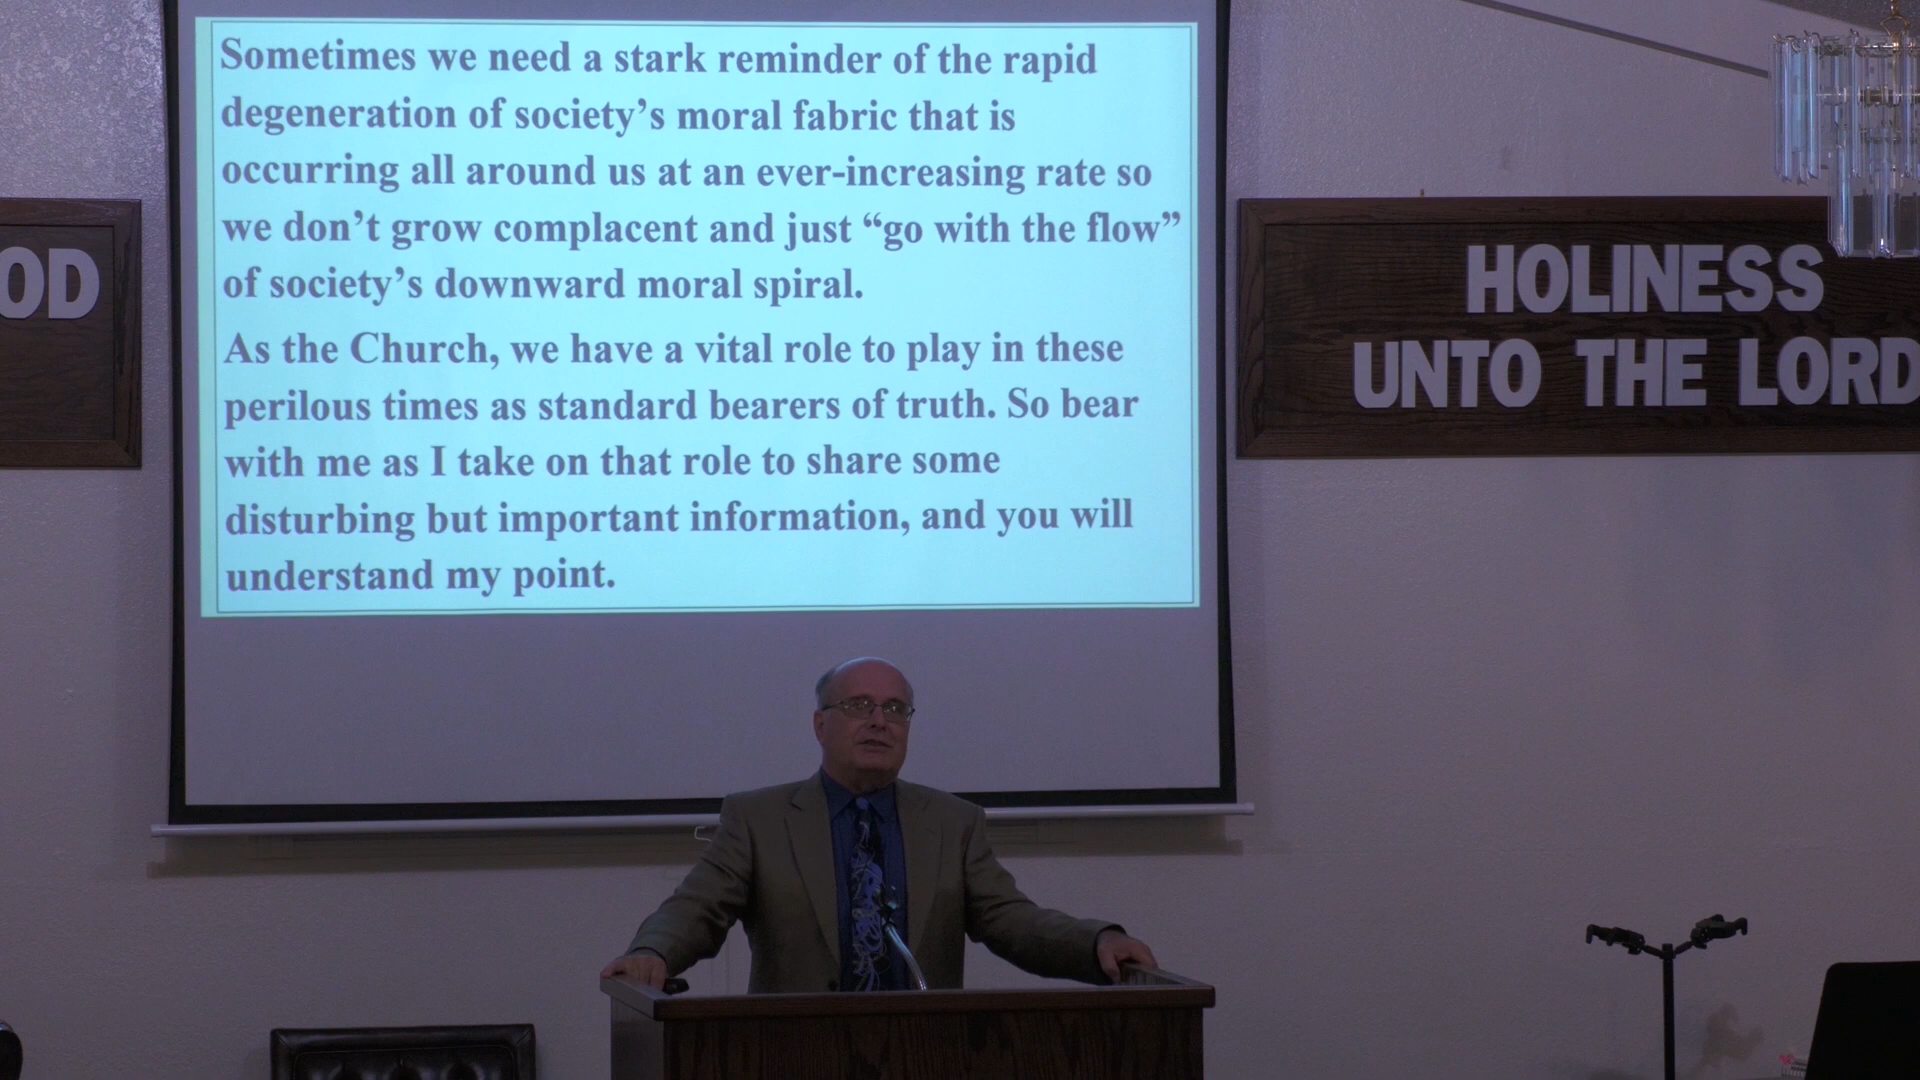 Sometimes we need a stark reminder of the rapid
degeneration of society’s moral fabric that is
occurring all around us at an ever-increasing rate so
we don’t grow complacent and just “go with the flow”
of society’s downward moral spiral.
As the Church, we have a vital role to play in these
perilous times as standard bearers of truth. So bear
with me as I take on that role to share some
disturbing but important information, and you will
understand my point.
OD
HOLINESS
UNTO THE LORD